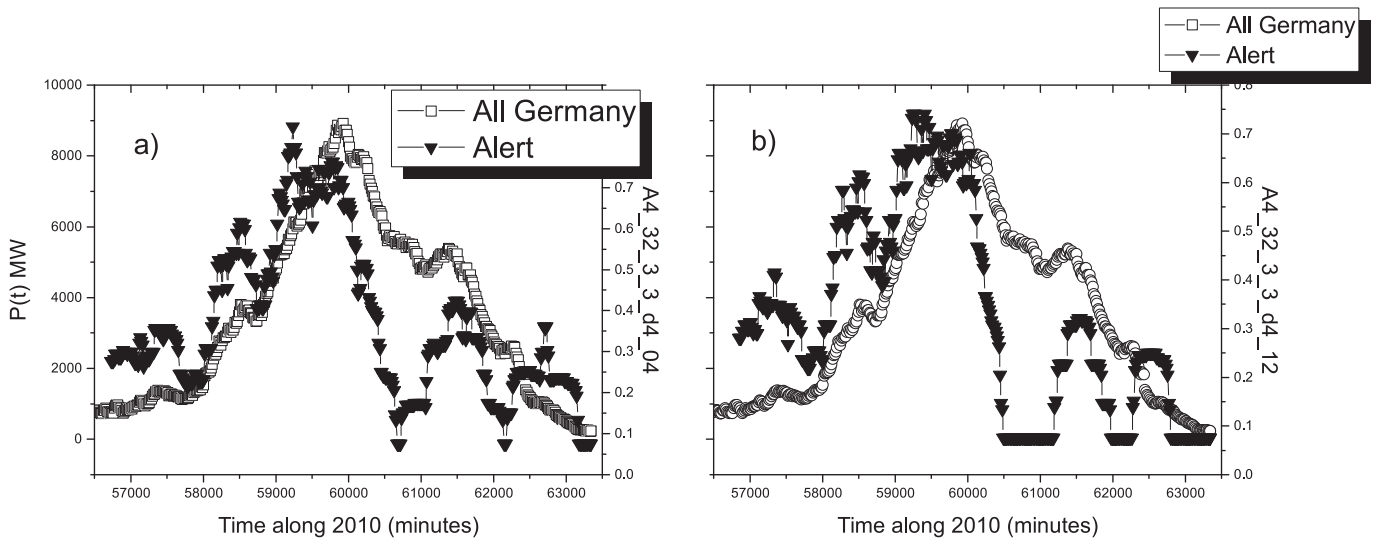 All Germany
Alert
a)
10000
8000
6000
4000
2000
0
P(t) MW
0.7
0.6
0.5
0.4
0.3
0.2
0.1
0.0
A4_32_3_3_d4_04
57000 58000 59000 60000 61000 62000 63000
Time along 2010 (minutes)
All Germany
Alert
b)
0.8
0.7
0.6
0.5
0.4
0.3
0.2
0.1
0.0
A4_32_3_3_d4_12
57000 58000 59000 60000 61000 62000 63000
Time along 2010 (minutes)